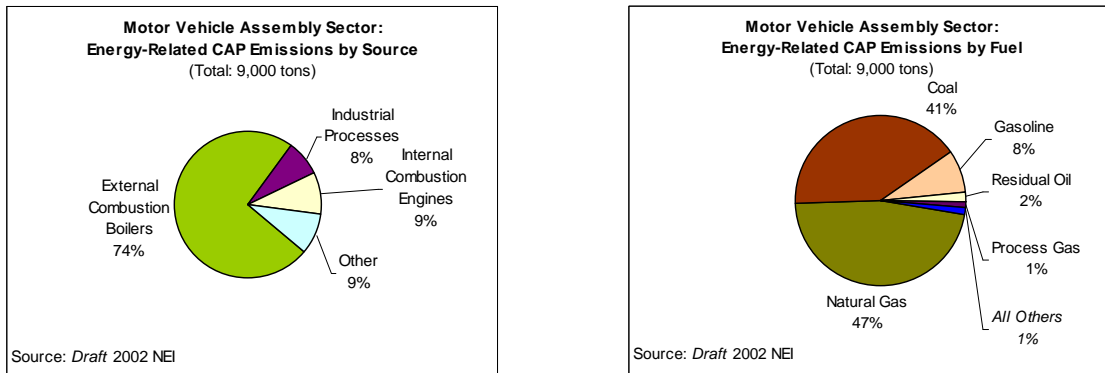 Motor Vehicle Assembly Sector:
Energy-Related CAP Emissions by Source
(Total: 9,000 tons)
Industrial
Processes
8%
Internal
Combustion
Engines
9%
External
Combustion
Boilers
74%
Other
9%
Source: Draft 2002 NEI
Motor Vehicle Assembly Sector:
Energy-Related CAP Emissions by Fuel
(Total: 9,000 tons)
Coal
41%
Gasoline
8%
Residual Oil
2%
Process Gas
1%
All Others
1%
Natural Gas
47%
Source: Draft 2002 NEI